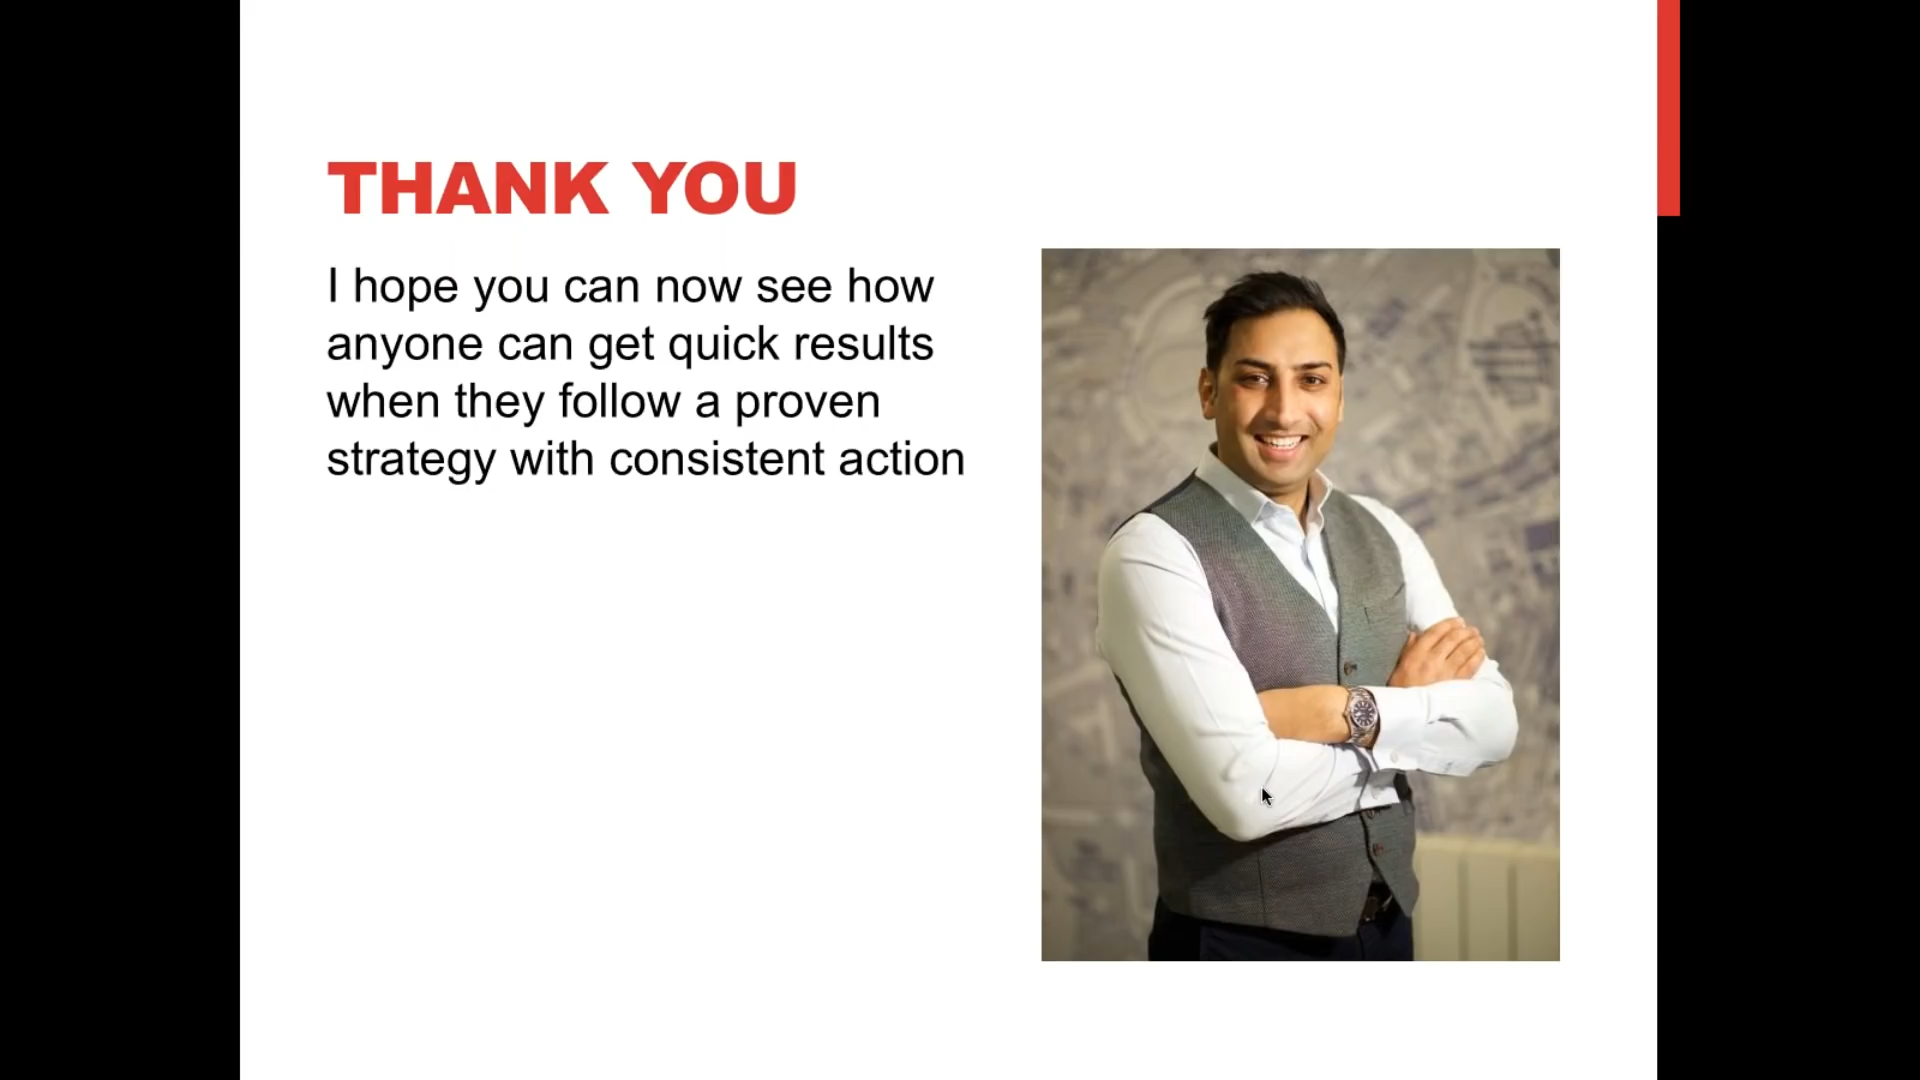 THANK YOU
I hope you can now see how
anyone can get quick results
when they follow a proven
strategy with consistent action